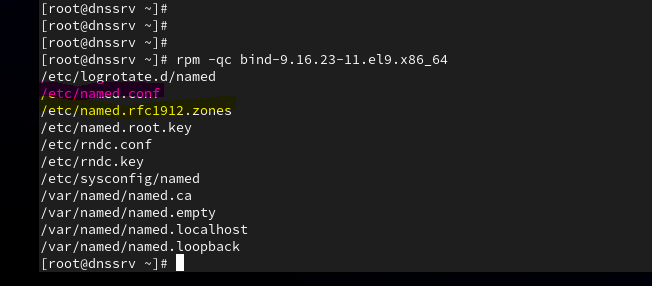 [root@dnssrv ~]#
[root@dnssrv ~]#
[root@dnssrv ~]#
[root@dnssrv ~]# rpm -qc bind-9.16.23-11.el9.x86_64
/etc/logrotate.d/named
/etc/named.conf
/etc/named.rfc1912.zones
/etc/named.root.key
/etc/rndc.conf
/etc/rndc.key
/etc/sysconfig/named
/var/named/named.ca
/var/named/named.empty
/var/named/named.localhost
/var/named/named.loopback
[root@dnssrv ~]#